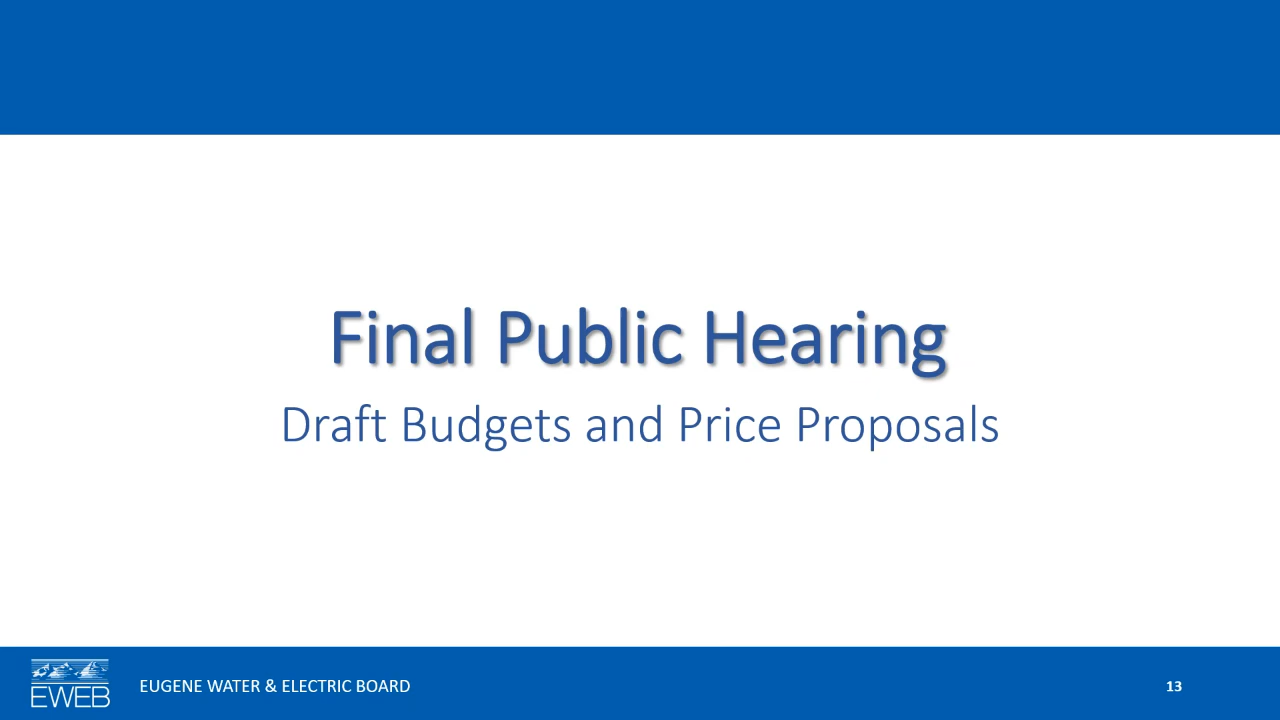 Final Public Hearing
Draft Budgets and Price Proposals
EWEB
EUGENE WATER & ELECTRIC BOARD
13